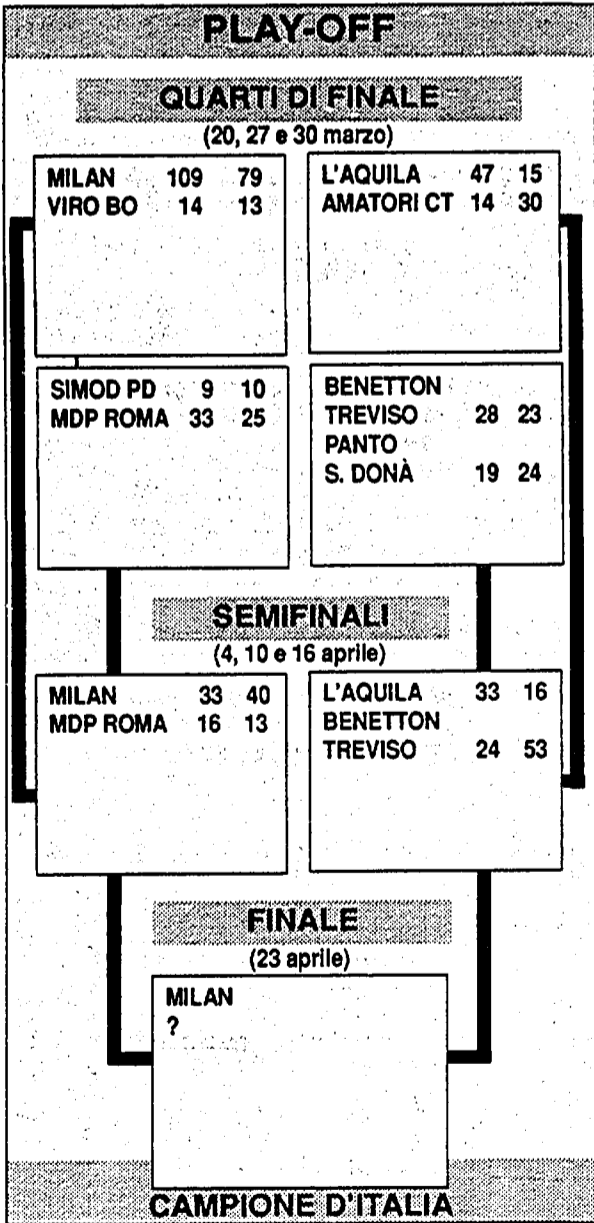 PLAY-OFF
QUARTI DI FINALE
(20, 27 e 30 marzo)
MILAN 109 79
VIRO BO 14 13
L'AQUILA 47 15
AMATORI CT 14 30
SIMOD PD 9 10
MDP ROMA 33 25
BENETTON
TREVISO 28 23
PANTO
S. DONÀ 19 24
SEMIFINALI
(4, 10 e 16 aprile)
MILAN 33 40
MDP ROMA 16 13
L'AQUILA 33 16
BENETTON
TREVISO 24 53
FINALE
(23 aprile)
MILAN
?
CAMPIONE D'ITALIA